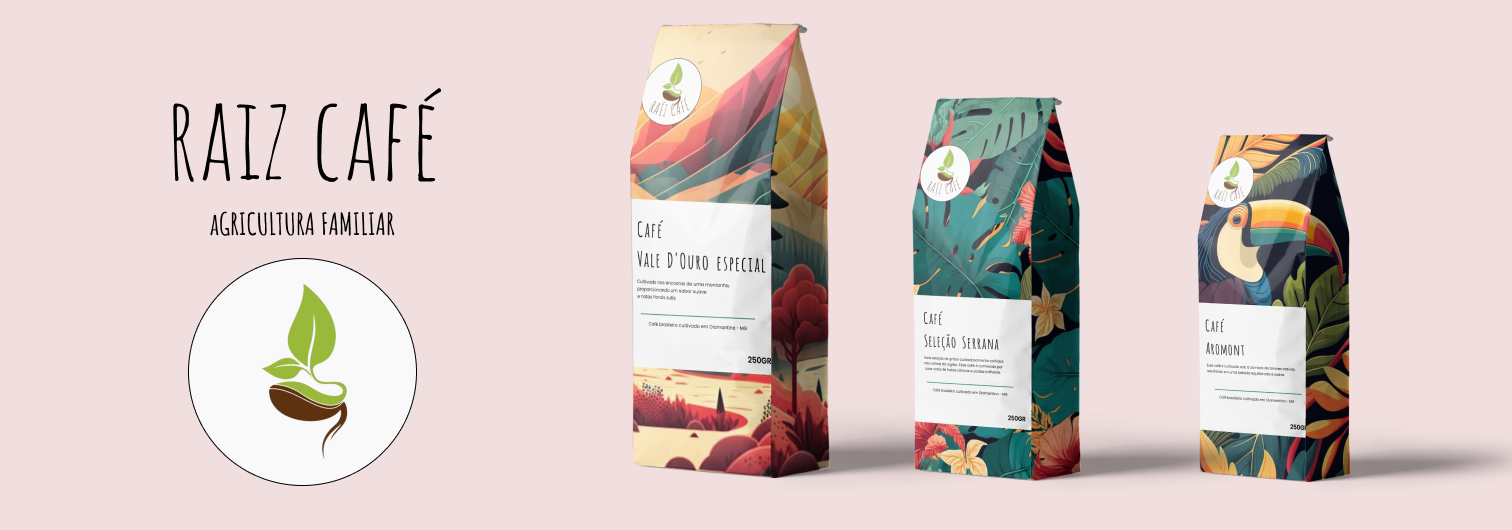 RAIZ CAFÉ
AGRICULTURA FAMILIAR
RAIZ CAFÉ
Café
Vale D'Ouro especial
Cultivado nas encostas de uma montanha,
proporcionando um sabor suave
e notas florais sutis
Café brasileiro cultivado em Diamantina - MG
250GR
RAIZ CAFÉ
Café
Seleção Serrana
Café brasileiro cultivado em Diamantina - MG
250GR
RAIZ CAFÉ
Café
Aromont
Café brasileiro cultivado em Diamantina - MG
250G